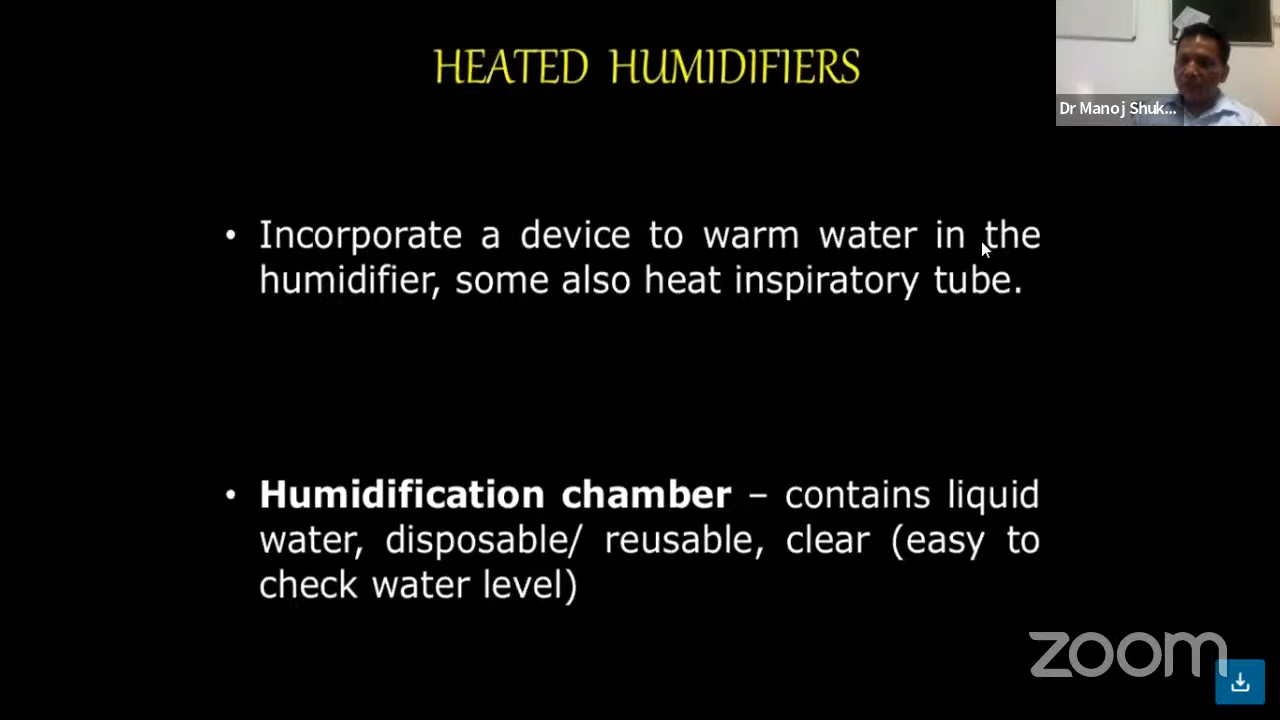 HEATED HUMIDIFIERS
Dr Manoj Shuk...
• Incorporate a device to warm water in the
humidifier, some also heat inspiratory tube.
• Humidification chamber – contains liquid
water, disposable/ reusable, clear (easy to
check water level)
zoom